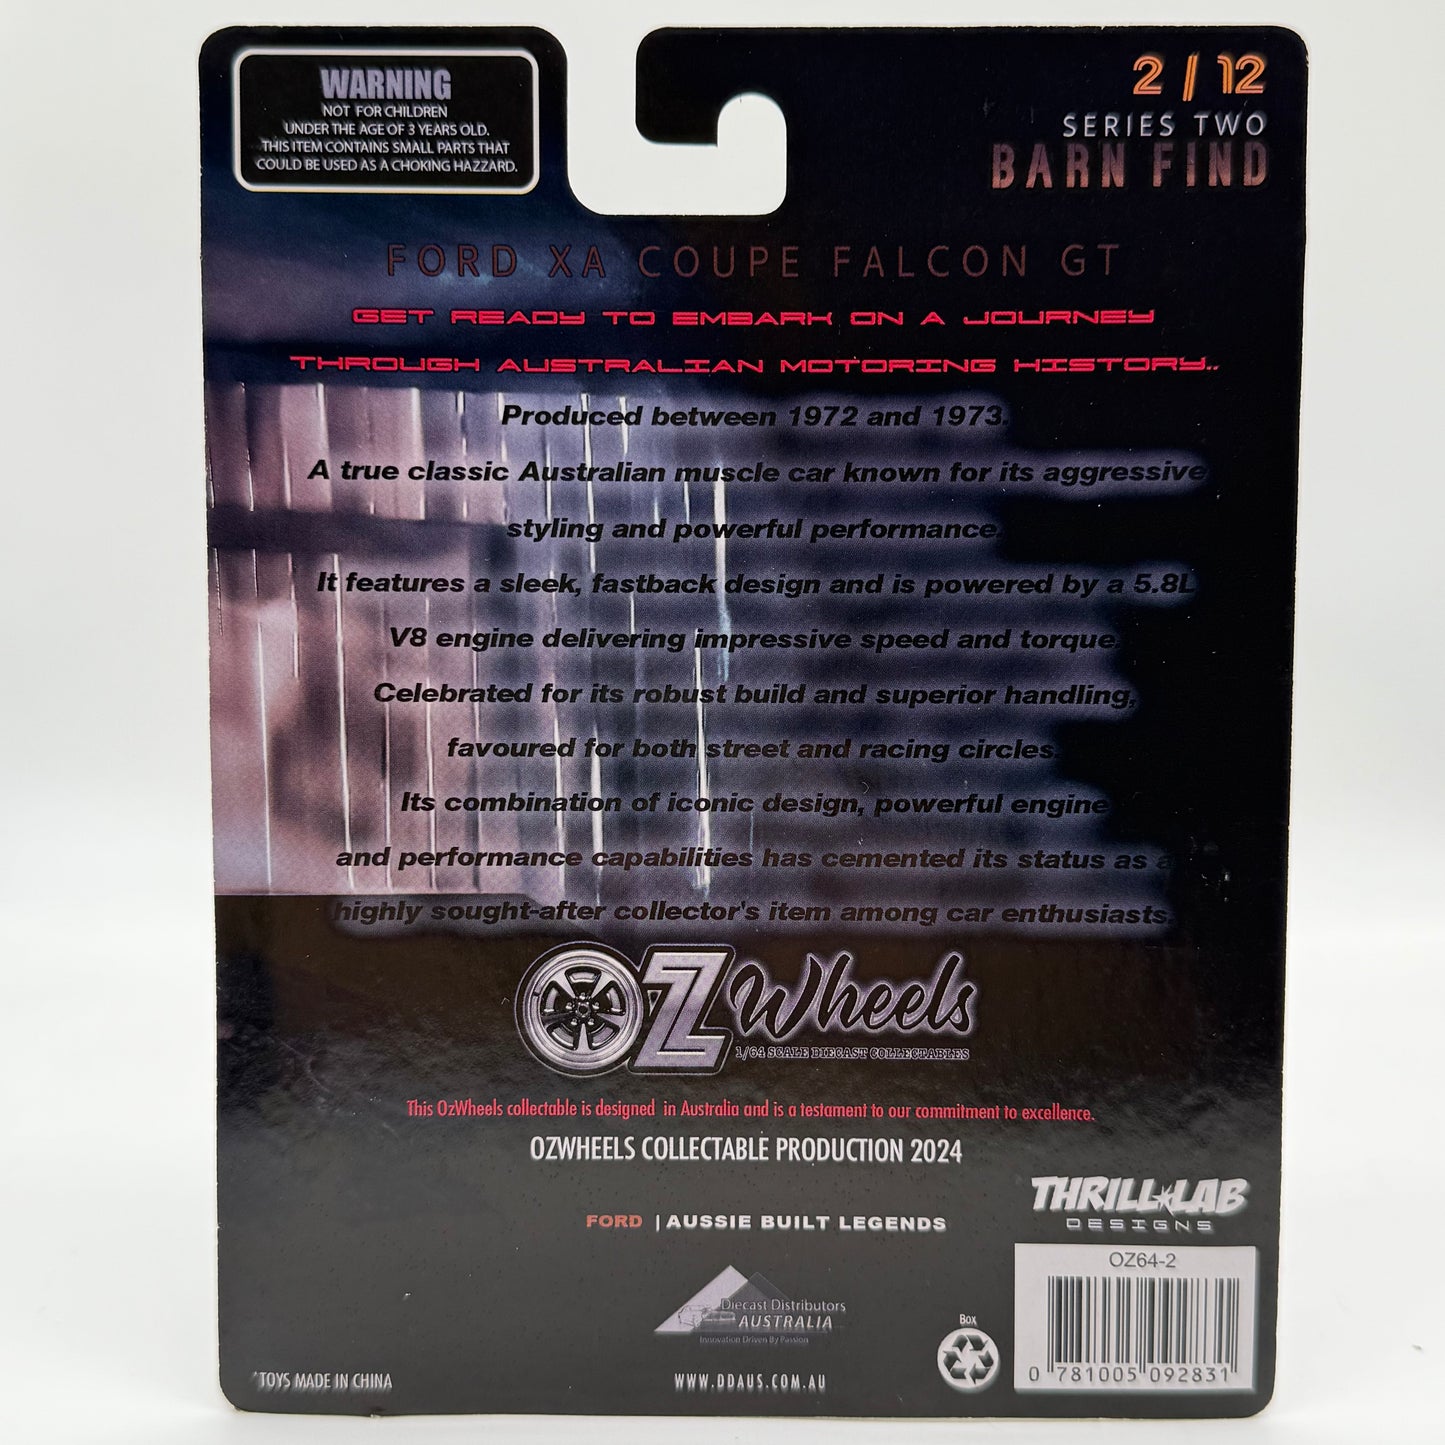 WARNING
NOT FOR CHILDREN
UNDER THE AGE OF 3 YEARS OLD.
THIS ITEM CONTAINS SMALL PARTS THAT
COULD BE USED AS A CHOKING HAZZARD.
2 / 12
SERIES TWO
BARN FIND
FORD XA COUPE FALCON GT
GET READY TO EMBARK ON A JOURNEY
THROUGH AUSTRALIAN MOTORING HISTORY..
Produced between 1972 and 1973.
A true classic Australian muscle car known for its aggressive
styling and powerful performance.
It features a sleek, fastback design and is powered by a 5.8L
V8 engine delivering impressive speed and torque.
Celebrated for its robust build and superior handling,
favoured for both street and racing circles.
Its combination of iconic design, powerful engine
and performance capabilities has cemented its status as a
highly sought-after collector's item among car enthusiasts.
OZ Wheels
1/64 SCALE DIECAST COLLECTABLES
This OzWheels collectable is designed in Australia and is a testament to our commitment to excellence.
OZWHEELS COLLECTABLE PRODUCTION 2024
THRILL LAB
DESIGNS
FORD | AUSSIE BUILT LEGENDS
OZ64-2
Diecast Distributors
AUSTRALIA
Innovation Driven By Passion
Box
0 781005 092831
*TOYS MADE IN CHINA
WWW.DDAUS.COM.AU